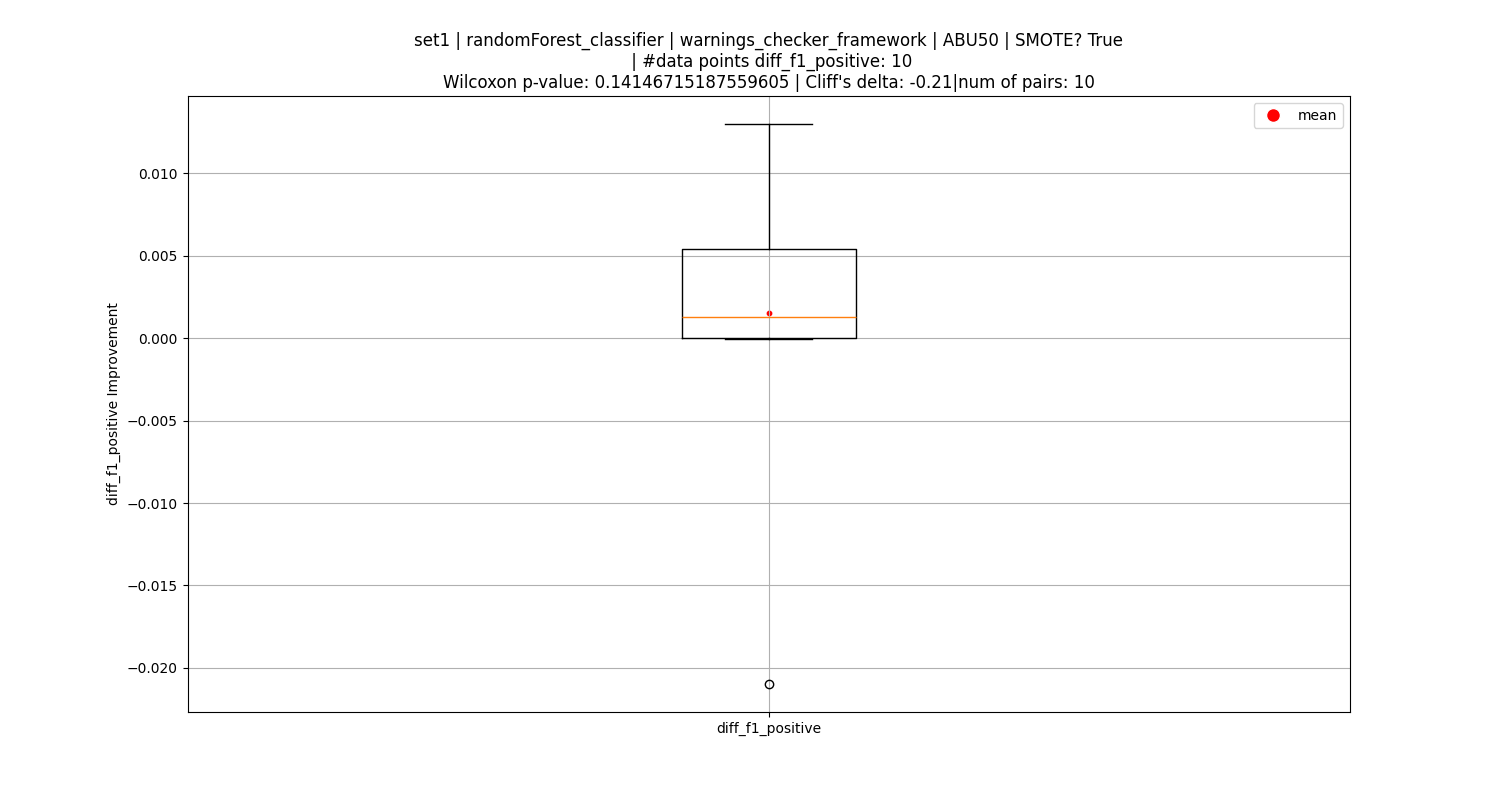 set1 | randomForest_classifier | warnings_checker_framework | ABU50 | SMOTE? True
| #data points diff_f1_positive: 10
Wilcoxon p-value: 0.14146715187559605 | Cliff's delta: -0.21|num of pairs: 10
mean
0.010
0.005
0.000
−0.005
−0.010
−0.015
−0.020
diff_f1_positive Improvement
diff_f1_positive